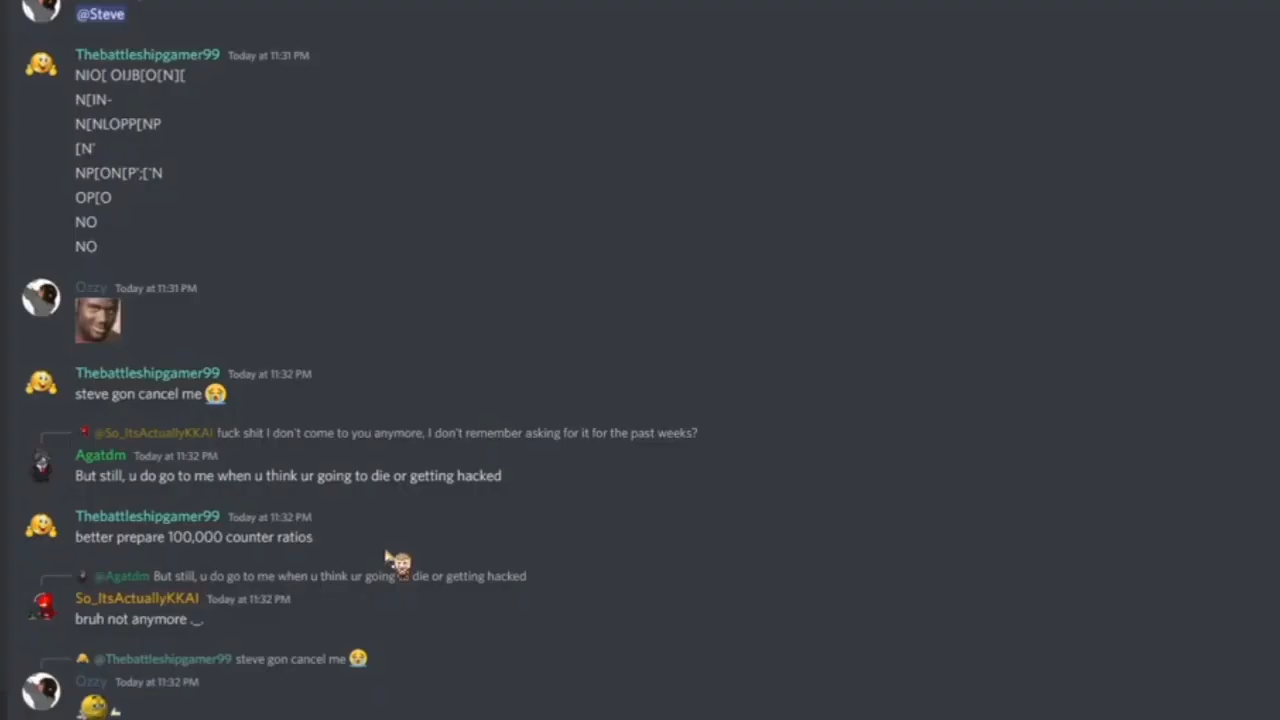 @Steve
Thebattleshipgamer99 Today at 11:31 PM
NIO[ OIJB[O[N][
N[IN-
N[NLOPP[NP
[N'
NP[ON[P';['N
OP[O
NO
NO
Ozzy Today at 11:31 PM
Thebattleshipgamer99 Today at 11:32 PM
steve gon cancel me
@So_ItsActuallyKKAI fuck shit I don't come to you anymore, I don't remember asking for it for the past weeks?
Agatdm Today at 11:32 PM
But still, u do go to me when u think ur going to die or getting hacked
Thebattleshipgamer99 Today at 11:32 PM
better prepare 100,000 counter ratios
@Agatdm But still, u do go to me when u think ur going die or getting hacked
So_ItsActuallyKKAI Today at 11:32 PM
bruh not anymore ._.
@Thebattleshipgamer99 steve gon cancel me
Ozzy Today at 11:32 PM